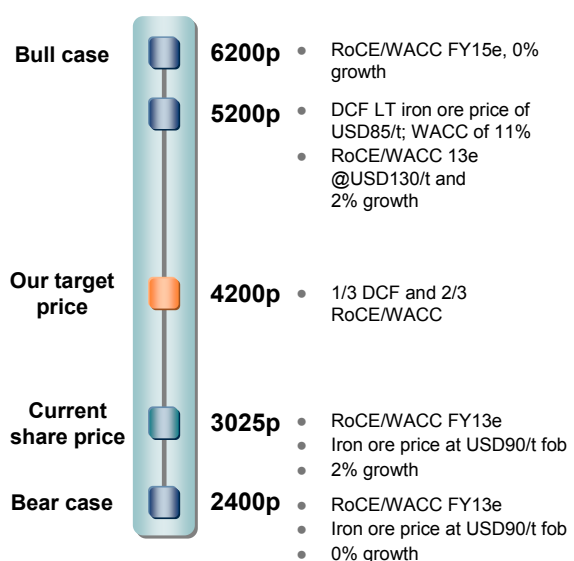 Bull case
6200p
• RoCE/WACC FY15e, 0%
growth
5200p
• DCF LT iron ore price of
USD85/t; WACC of 11%
• RoCE/WACC 13e
@USD130/t and
2% growth
Our target
price
4200p
• 1/3 DCF and 2/3
RoCE/WACC
Current
share price
3025p
• RoCE/WACC FY13e
• Iron ore price at USD90/t fob
• 2% growth
Bear case
2400p
• RoCE/WACC FY13e
• Iron ore price at USD90/t fob
• 0% growth